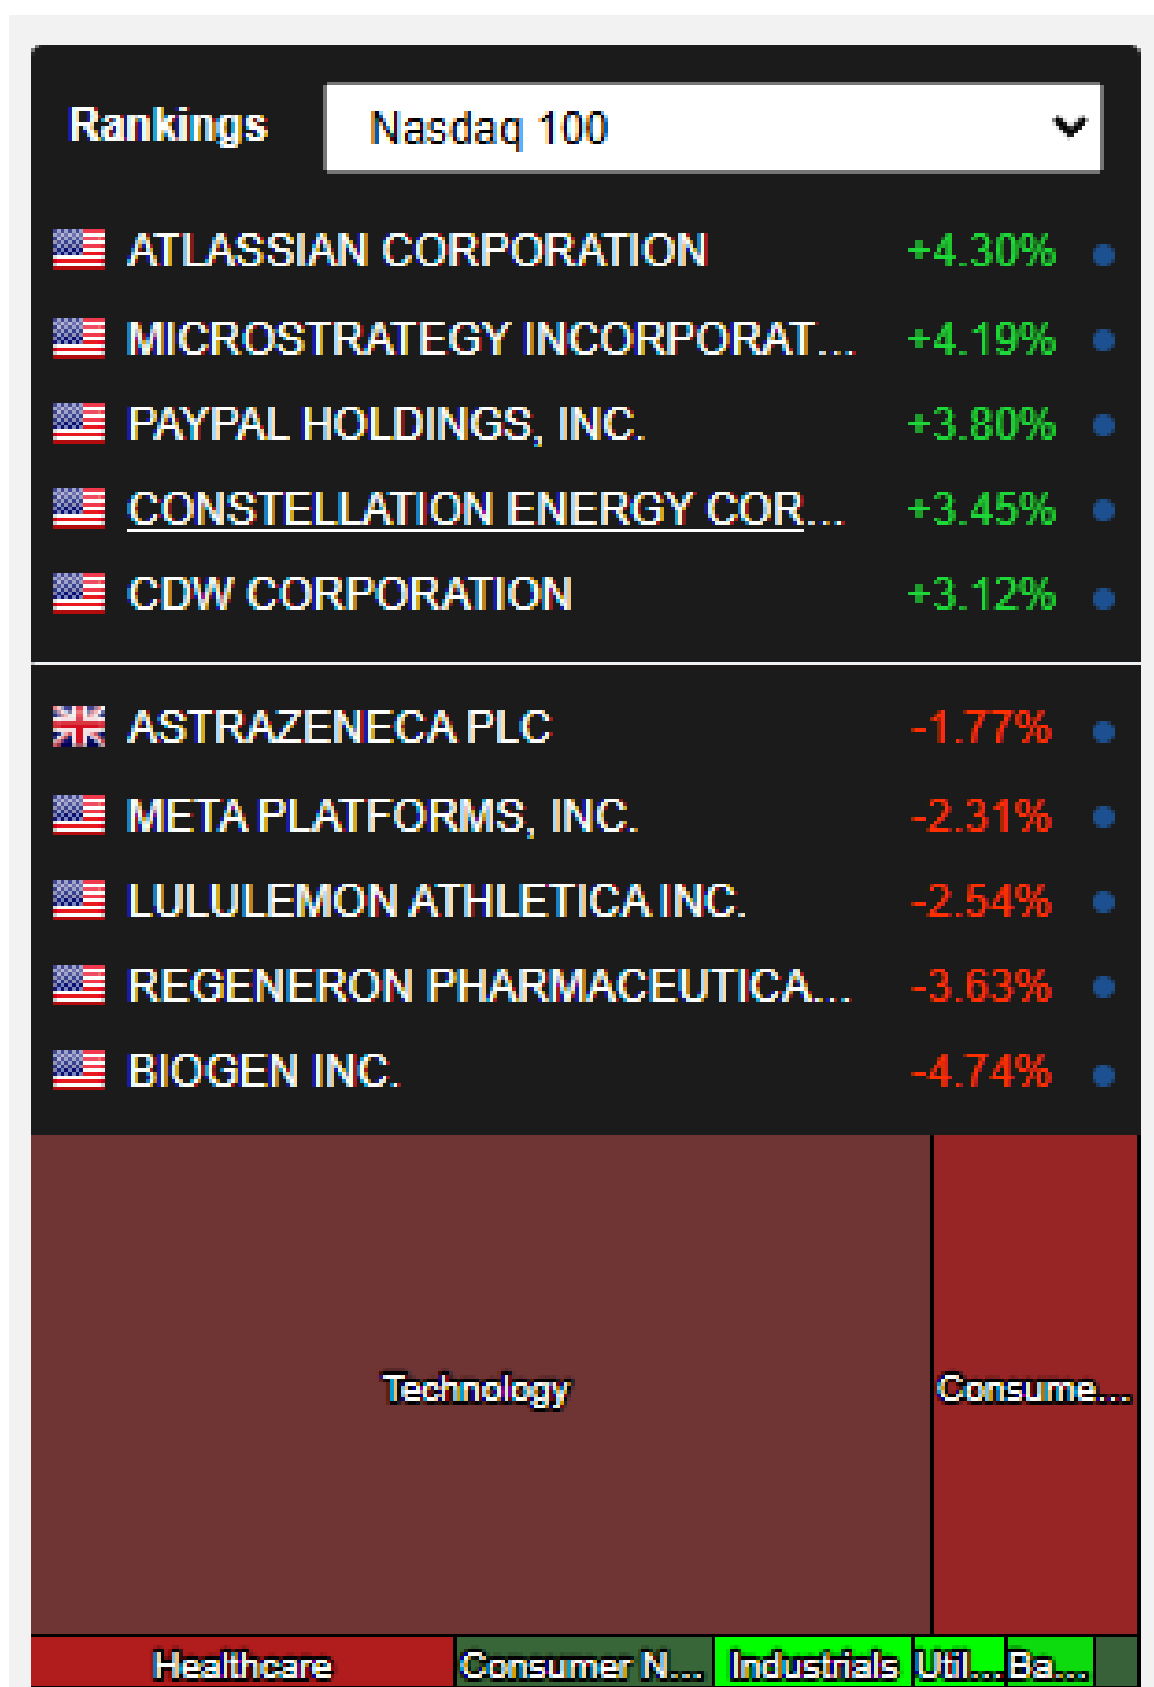 Rankings Nasdaq 100
ATLASSIAN CORPORATION +4.30%
MICROSTRATEGY INCORPORAT... +4.19%
PAYPAL HOLDINGS, INC. +3.80%
CONSTELLATION ENERGY COR... +3.45%
CDW CORPORATION +3.12%
ASTRAZENECA PLC -1.77%
META PLATFORMS, INC. -2.31%
LULULEMON ATHLETICA INC. -2.54%
REGENERON PHARMACEUTICA... -3.63%
BIOGEN INC. -4.74%
Technology Consume...
Healthcare Consumer N... Industrials Util... Ba...